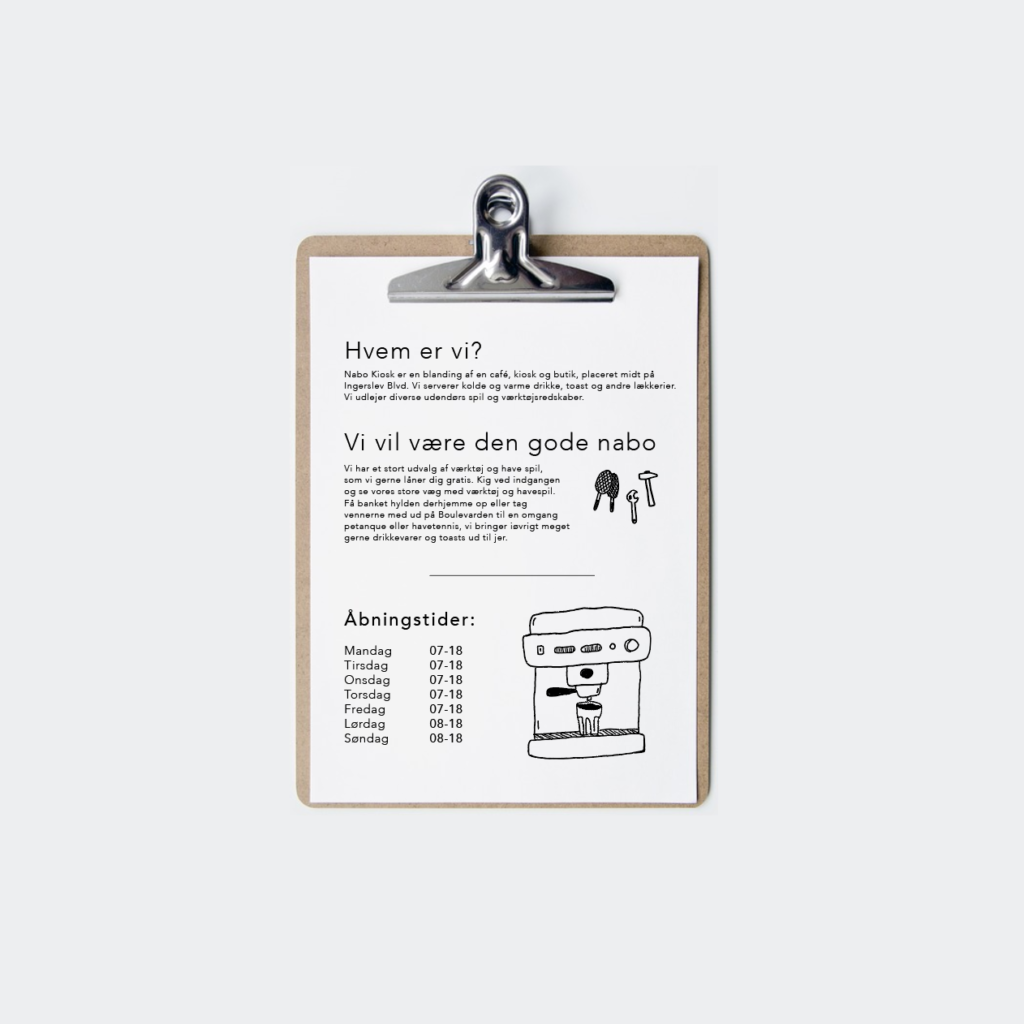 Hvem er vi?
Nabo Kiosk er en blanding af en café, kiosk og butik, placeret midt på
Ingerslev Blvd. Vi serverer kolde og varme drikke, toast og andre lækkerier.
Vi udlejer diverse udendørs spil og værktøjsredskaber.
Vi vil være den gode nabo
Vi har et stort udvalg af værktøj og have spil,
som vi gerne låner dig gratis. Kig ved indgangen
og se vores store væg med værktøj og havespil.
Få banket hylden derhjemme op eller tag
vennerne med ud på Boulevarden til en omgang
petanque eller havetennis, vi bringer iøvrigt meget
gerne drikkevarer og toasts ud til jer.
Åbningstider:
Mandag 07-18
Tirsdag 07-18
Onsdag 07-18
Torsdag 07-18
Fredag 07-18
Lørdag 08-18
Søndag 08-18